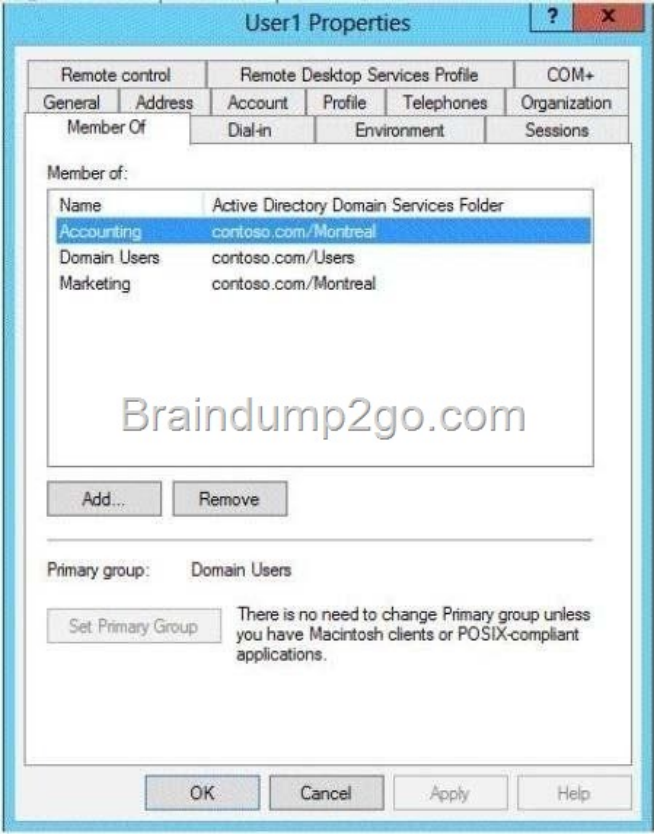 User1 Properties
?
x
Remote control Remote Desktop Services Profile COM+
General Address Account Profile Telephones Organization
Member Of Dial-in Environment Sessions
Member of:
Name Active Directory Domain Services Folder
Accounting contoso.com/Montreal
Domain Users contoso.com/Users
Marketing contoso.com/Montreal
Braindump2go.com
Add... Remove
Primary group: Domain Users
Set Primary Group
There is no need to change Primary group unless
you have Macintosh clients or POSIX-compliant
applications.
OK Cancel Apply Help